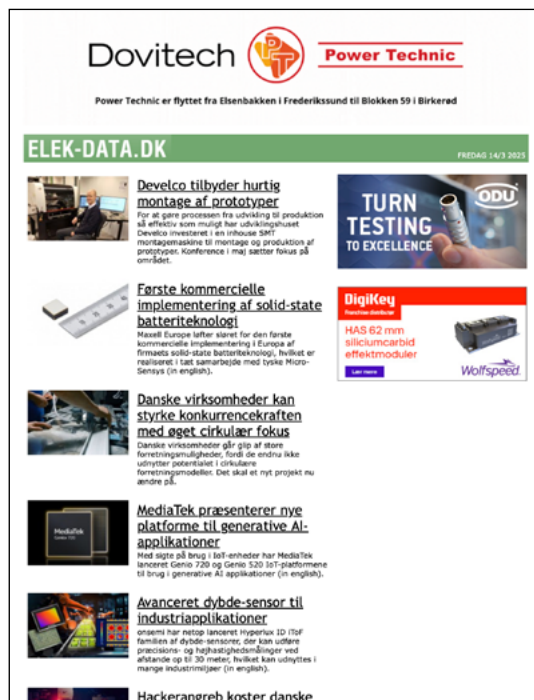 Dovitech PT Power Technic
Power Technic er flyttet fra Elsenbakken i Frederikssund til Blokken 59 i Birkerød
ELEK-DATA.DK
FREDAG 14/3 2025
Develco tilbyder hurtig
montage af prototyper
For at gøre processen fra udvikling til produktion
så effektiv som muligt har udviklingshuset
Develco investeret i en inhouse SMT
montagemaskine til montage og produktion af
prototyper. Konference i maj sætter fokus på
området.
Første kommercielle
implementering af solid-state
batteriteknologi
Maxell Europe løfter sløret for den første
kommercielle implementering i Europa af
firmaets solid-state batteriteknologi, hvilket er
realiseret i tæt samarbejde med tyske Micro-
Sensys (in english).
Danske virksomheder kan
styrke konkurrencekraften
med øget cirkulær fokus
Danske virksomheder går glip af store
forretningsmuligheder, fordi de endnu ikke
udnytter potentialet i cirkulære
forretningsmodeller. Det skal et nyt projekt nu
ændre på.
MediaTek
Genio 720
MediaTek præsenterer nye
platforme til generative AI-
applikationer
Med sigte på brug i IoT-enheder har MediaTek
lanceret Genio 720 og Genio 520 IoT-platformene
til brug i generative AI applikationer (in english).
Avanceret dybde-sensor til
industriapplikationer
onsemi har netop lanceret Hyperlux ID iToF
familien af dybde-sensorer, der kan udføre
præcisions- og højhastighedsmålinger ved
afstande op til 30 meter, hvilket kan udnyttes i
mange industrimiljøer (in english).
Hackerangreb koster danske
TURN
TESTING
TO EXCELLENCE
ODU
DigiKey
Franchise distributør
HAS 62 mm
siliciumcarbid
effektmoduler
Lær mere
Wolfspeed.